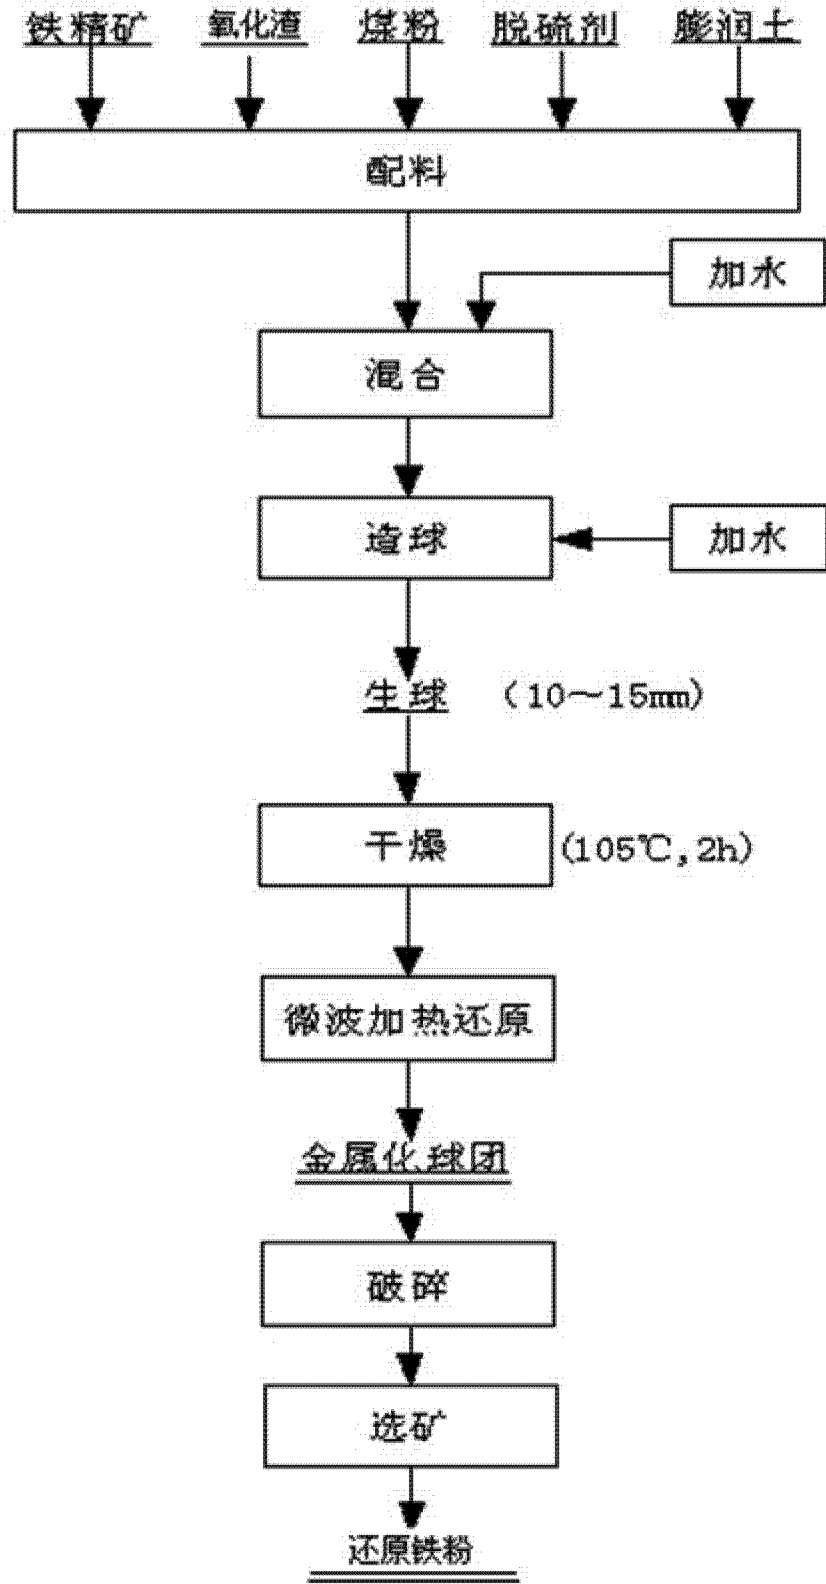 铁精矿 氧化渣 煤粉 脱硫剂 膨润土
配料
加水
混合
造球 加水
生球 (10～15mm)
干燥 (105℃,2h)
微波加热还原
金属化球团
破碎
选矿
还原铁粉